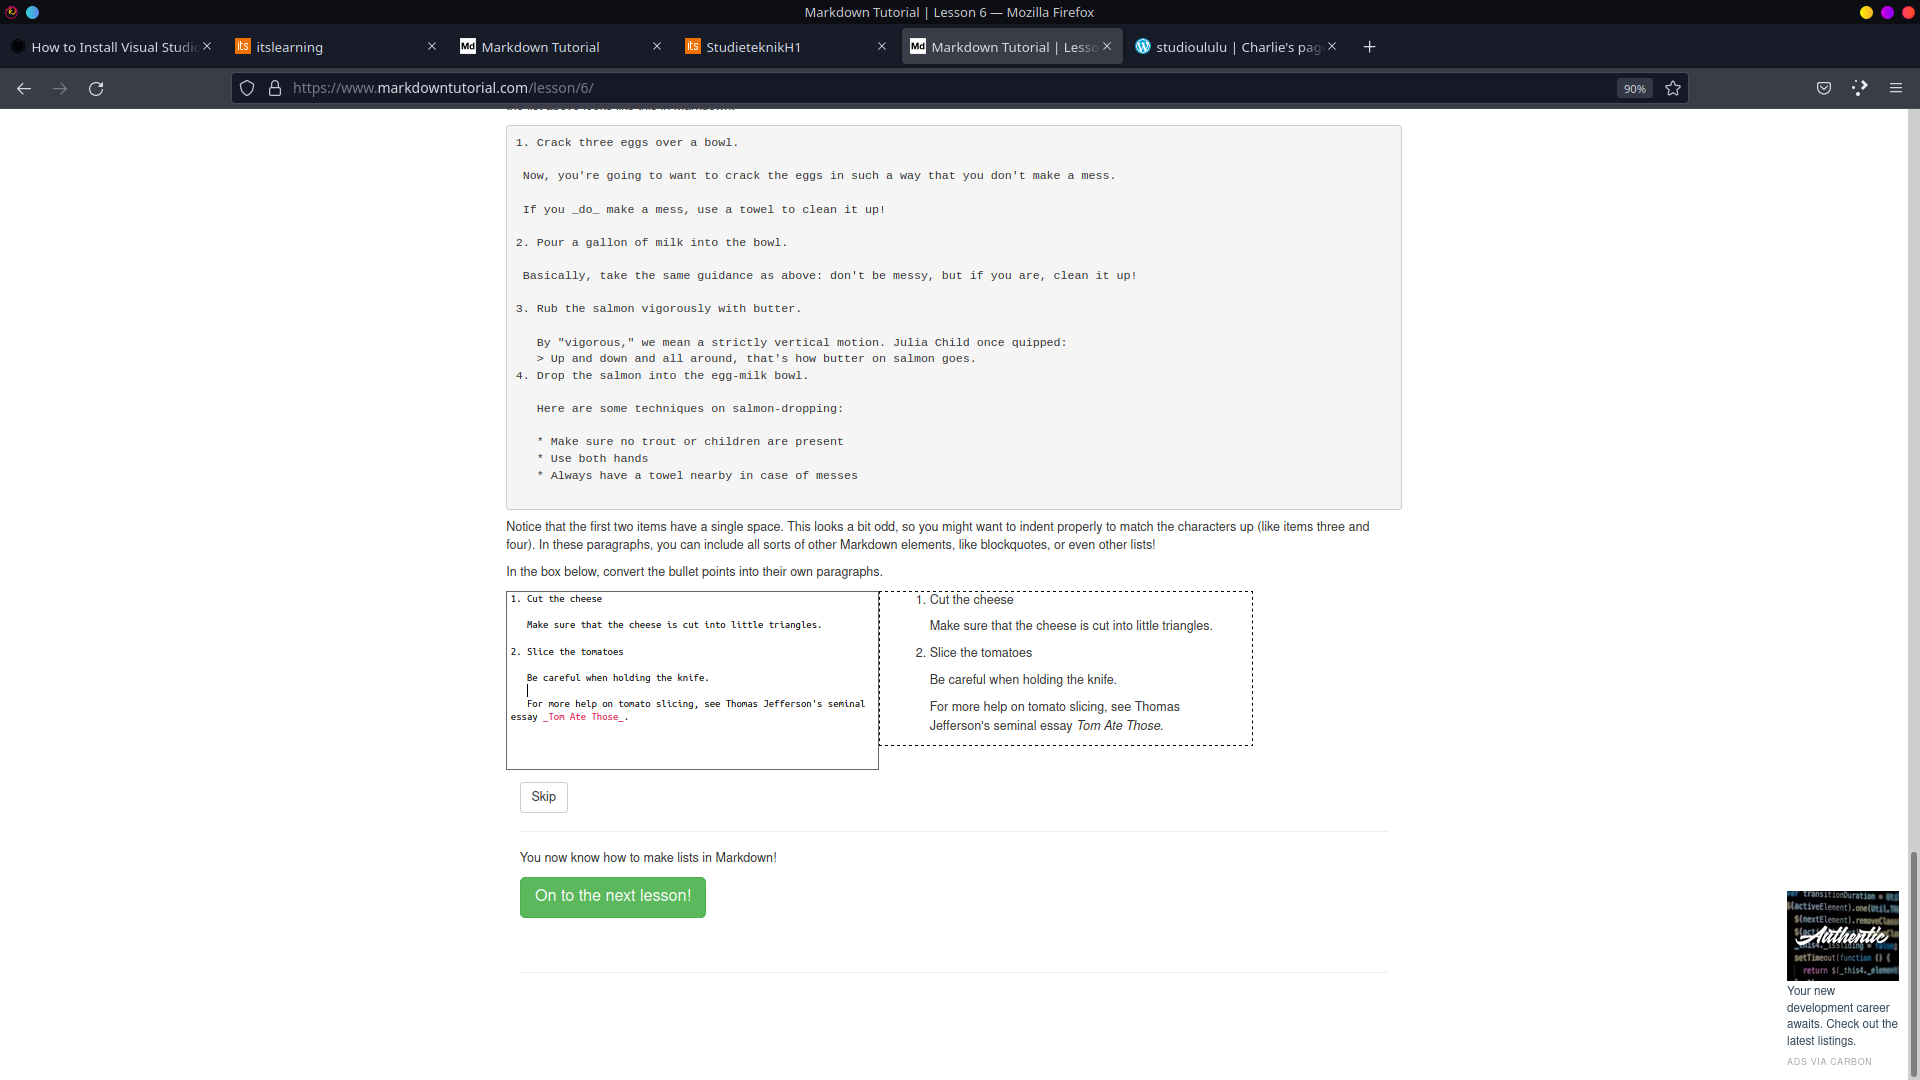 Markdown Tutorial | Lesson 6 — Mozilla Firefox
How to Install Visual Studi
itslearning
Markdown Tutorial
StudieteknikH1
Markdown Tutorial | Lesso
studioululu | Charlie's pag
https://www.markdowntutorial.com/lesson/6/
90%
1. Crack three eggs over a bowl.
Now, you're going to want to crack the eggs in such a way that you don't make a mess.
If you _do_ make a mess, use a towel to clean it up!
2. Pour a gallon of milk into the bowl.
Basically, take the same guidance as above: don't be messy, but if you are, clean it up!
3. Rub the salmon vigorously with butter.
By "vigorous," we mean a strictly vertical motion. Julia Child once quipped:
> Up and down and all around, that's how butter on salmon goes.
4. Drop the salmon into the egg-milk bowl.
Here are some techniques on salmon-dropping:
* Make sure no trout or children are present
* Use both hands
* Always have a towel nearby in case of messes
Notice that the first two items have a single space. This looks a bit odd, so you might want to indent properly to match the characters up (like items three and
four). In these paragraphs, you can include all sorts of other Markdown elements, like blockquotes, or even other lists!
In the box below, convert the bullet points into their own paragraphs.
1. Cut the cheese
Make sure that the cheese is cut into little triangles.
2. Slice the tomatoes
Be careful when holding the knife.
For more help on tomato slicing, see Thomas Jefferson's seminal
essay _Tom Ate Those_.
1. Cut the cheese
Make sure that the cheese is cut into little triangles.
2. Slice the tomatoes
Be careful when holding the knife.
For more help on tomato slicing, see Thomas
Jefferson's seminal essay Tom Ate Those.
Skip
You now know how to make lists in Markdown!
On to the next lesson!
Authentic
Your new
development career
awaits. Check out the
latest listings.
ADS VIA CARBON